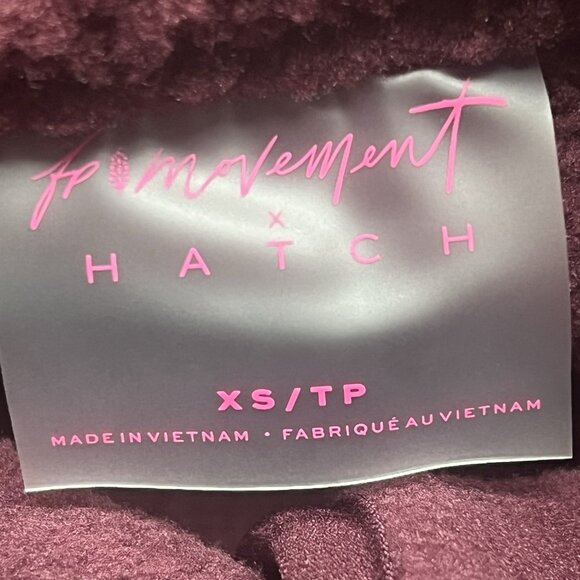 fp movement
x
HATCH
XS/TP
MADE IN VIETNAM • FABRIQUÉ AU VIETNAM